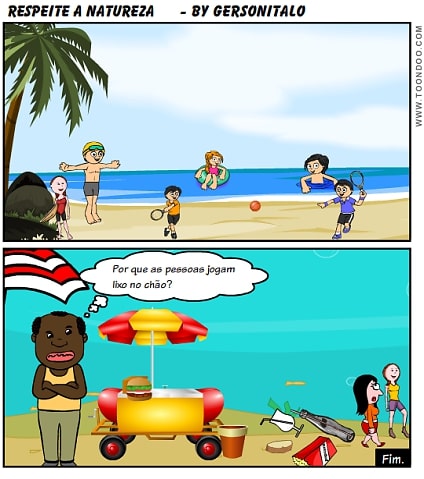 RESPEITE A NATUREZA - BY GERSONITALO
WWW.TOONDOO.COM
Por que as pessoas jogam
lixo no chão?
Fim.